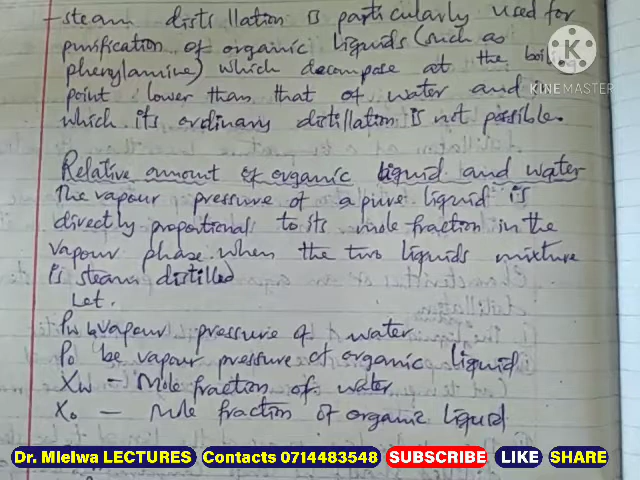 - steam distillation is particularly used for
purification of organic liquids (such as
phenylamine) which decompose at the boili
point lower than that of water and in
which its ordinary distillation is not possible.
KINEMASTER
Relative amount of organic liquid and water
The vapour pressure of a pure liquid is
directly proportional to its mole fraction in the
vapour phase when the two liquids mixture
is steam distilled
Let.
Pw vapour pressure of water
Po be vapour pressure of organic liquid
Xw - Mole fraction of water
Xo - Mole fraction of organic liquid
Dr. Mlelwa LECTURES Contacts 0714483548 SUBSCRIBE LIKE SHARE